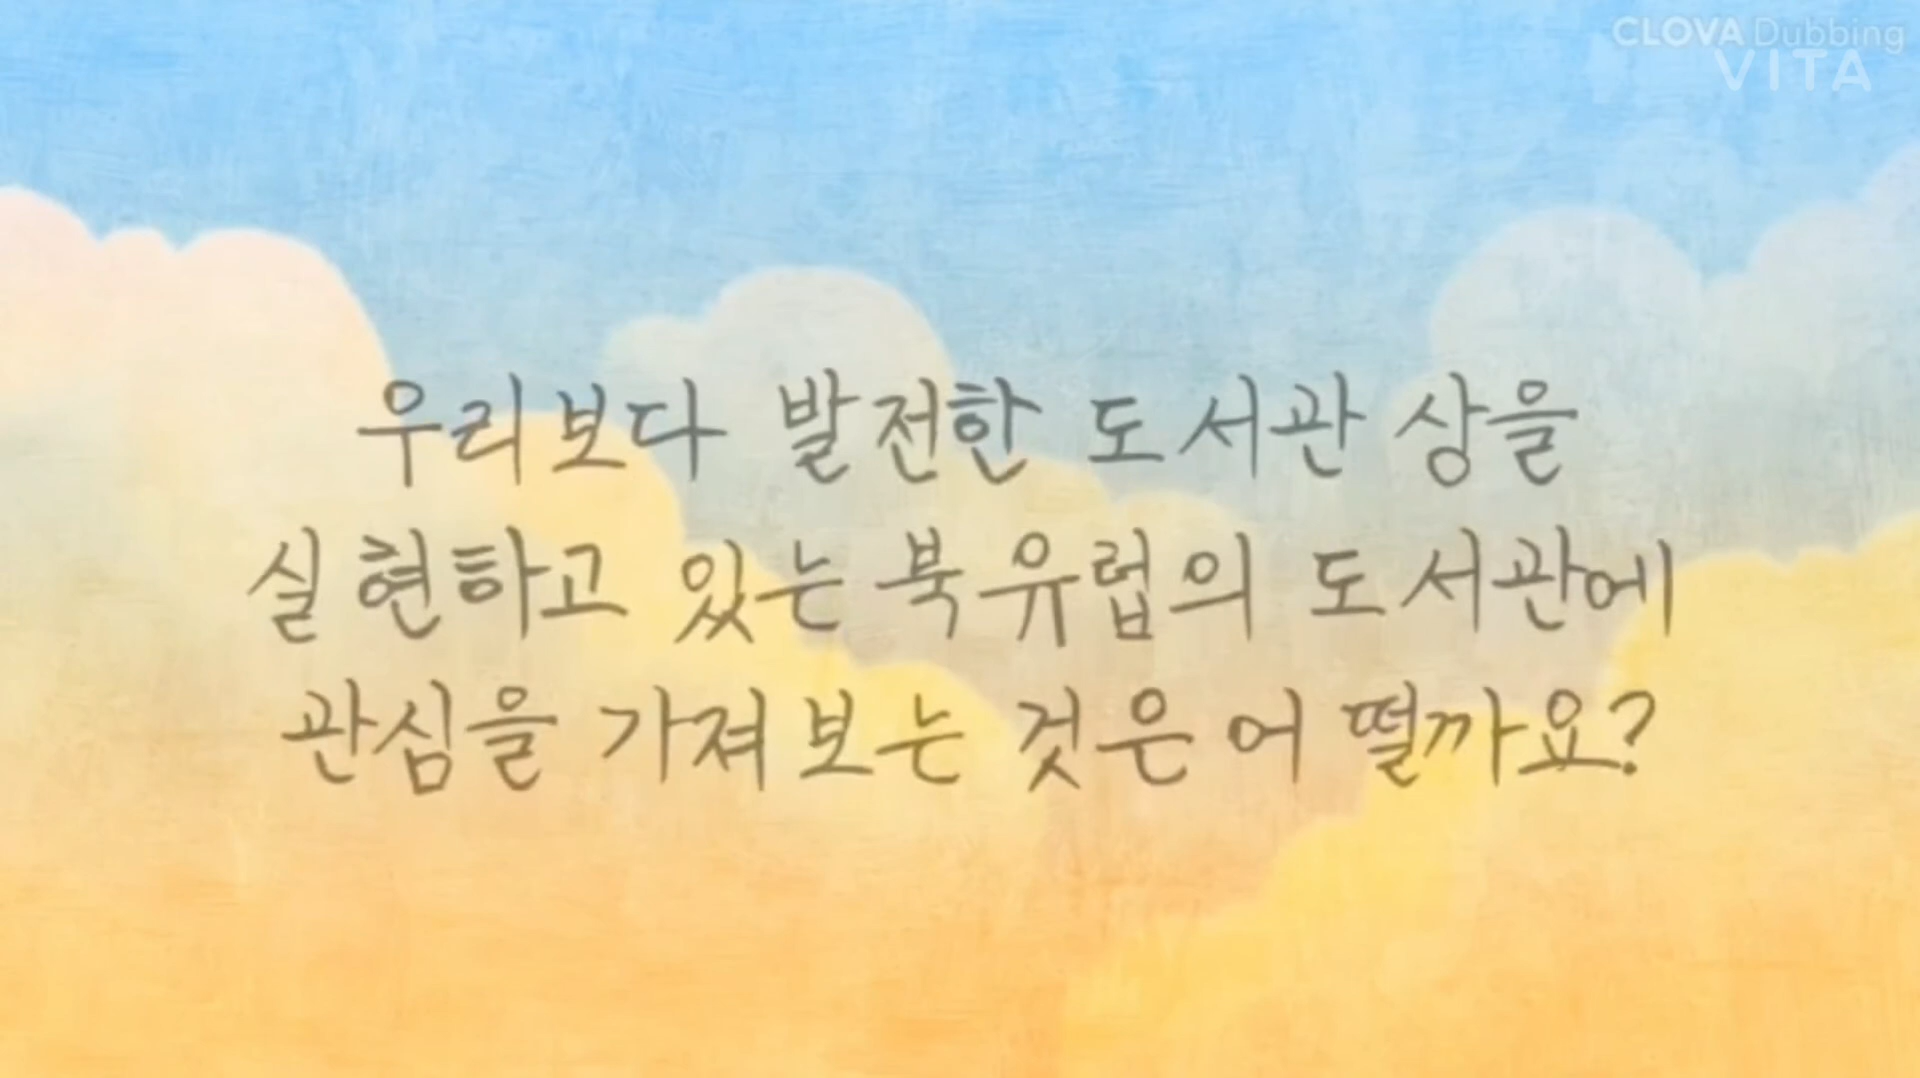 CLOVA Dubbing
VITA
우리보다 발전한 도서관 상을
실현하고 있는 북유럽의 도서관에
관심을 가져보는 것은 어떨까요?